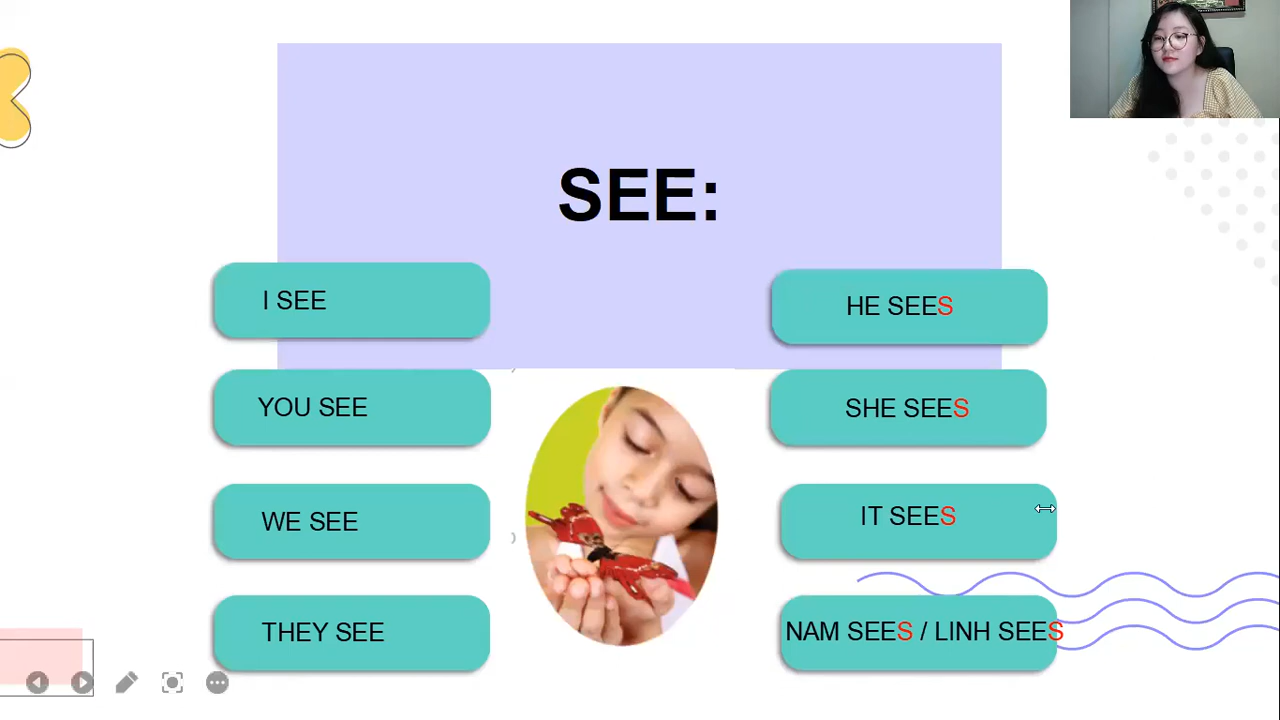 SEE:
I SEE
YOU SEE
WE SEE
THEY SEE
HE SEES
SHE SEES
IT SEES
NAM SEES / LINH SEES